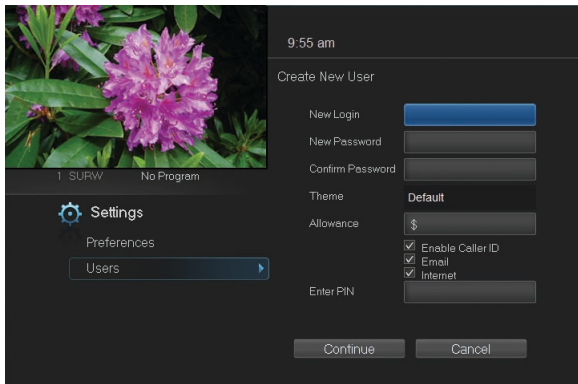 9:55 am
Create New User
New Login
New Password
Confirm Password
Theme Default
Allowance $
Enable Caller ID
Email
Internet
Enter PIN
Continue Cancel
1 SURW No Program
Settings
Preferences
Users